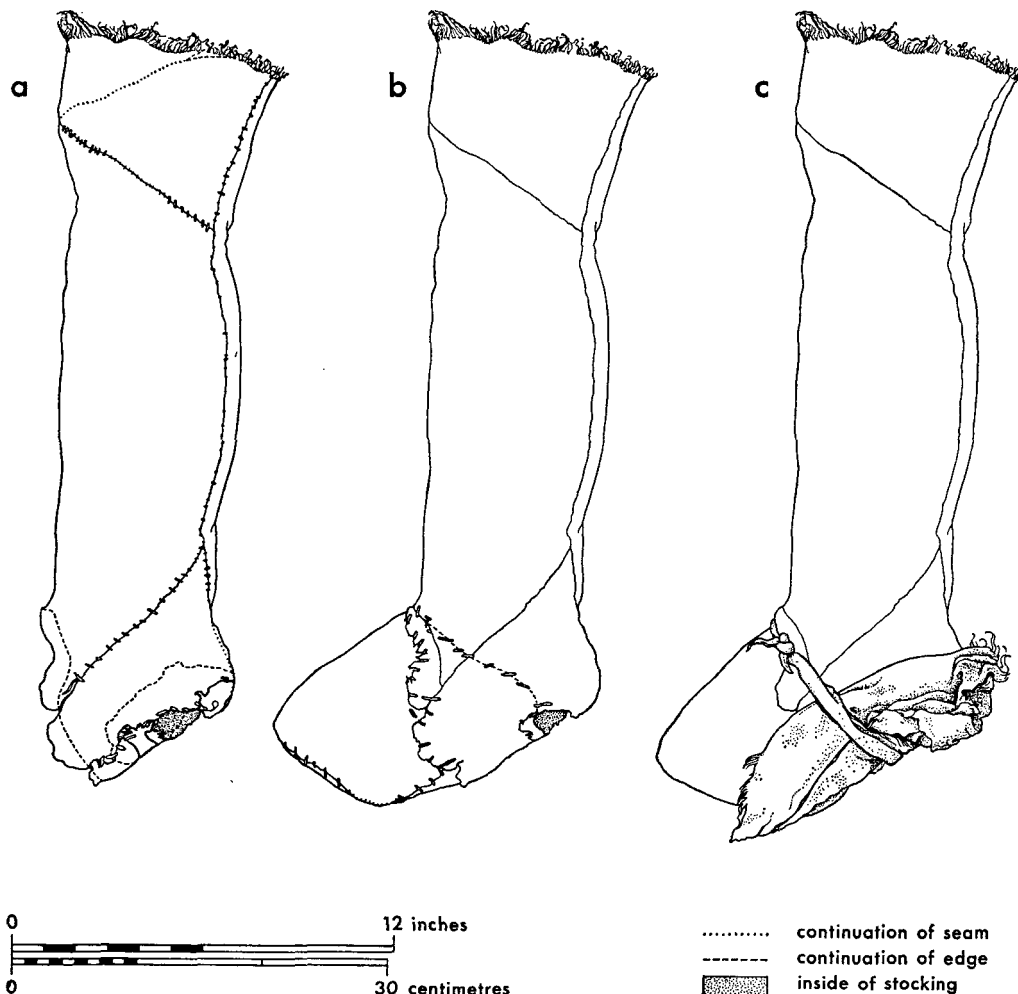 a b c
0 12 inches
0 30 centimetres
continuation of seam
continuation of edge
inside of stocking